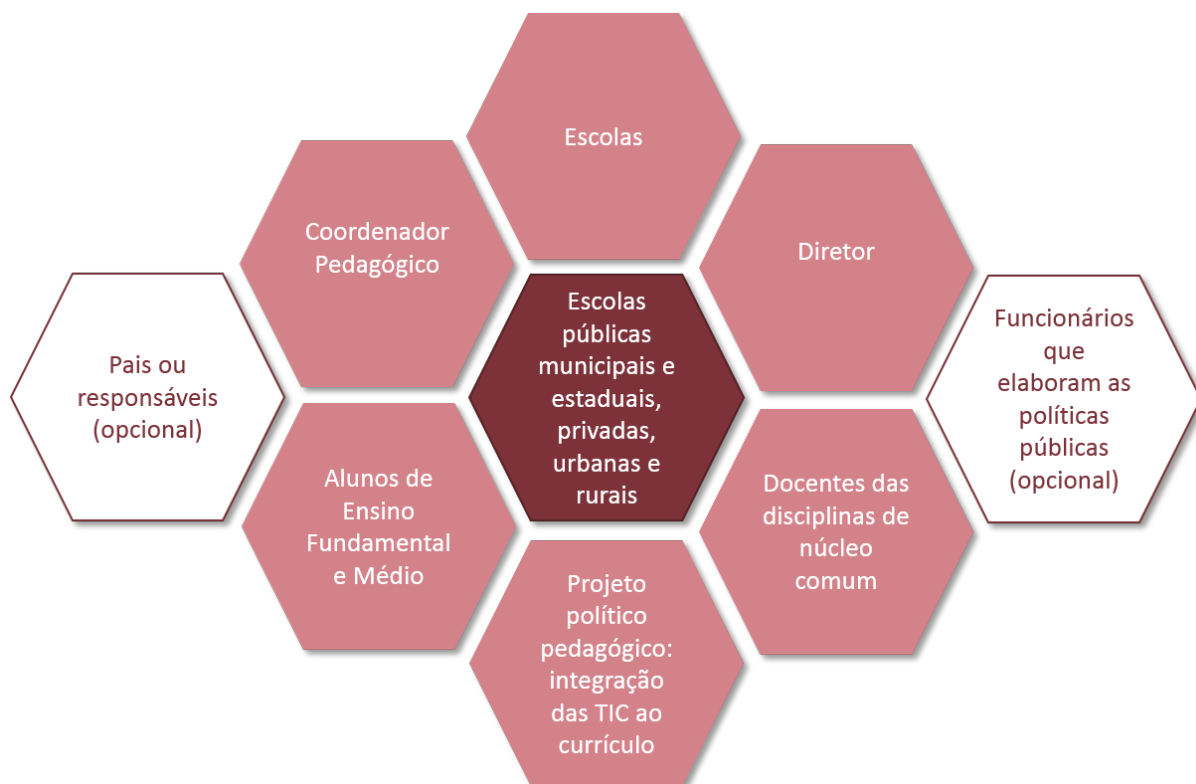 Escolas
Coordenador
Pedagógico
Diretor
Pais ou
responsáveis
(opcional)
Escolas
públicas
municipais e
estaduais,
privadas,
urbanas e
rurais
Funcionários
que
elaboram as
políticas
públicas
(opcional)
Alunos de
Ensino
Fundamental
e Médio
Docentes das
disciplinas de
núcleo
comum
Projeto
político
pedagógico:
integração
das TIC ao
currículo